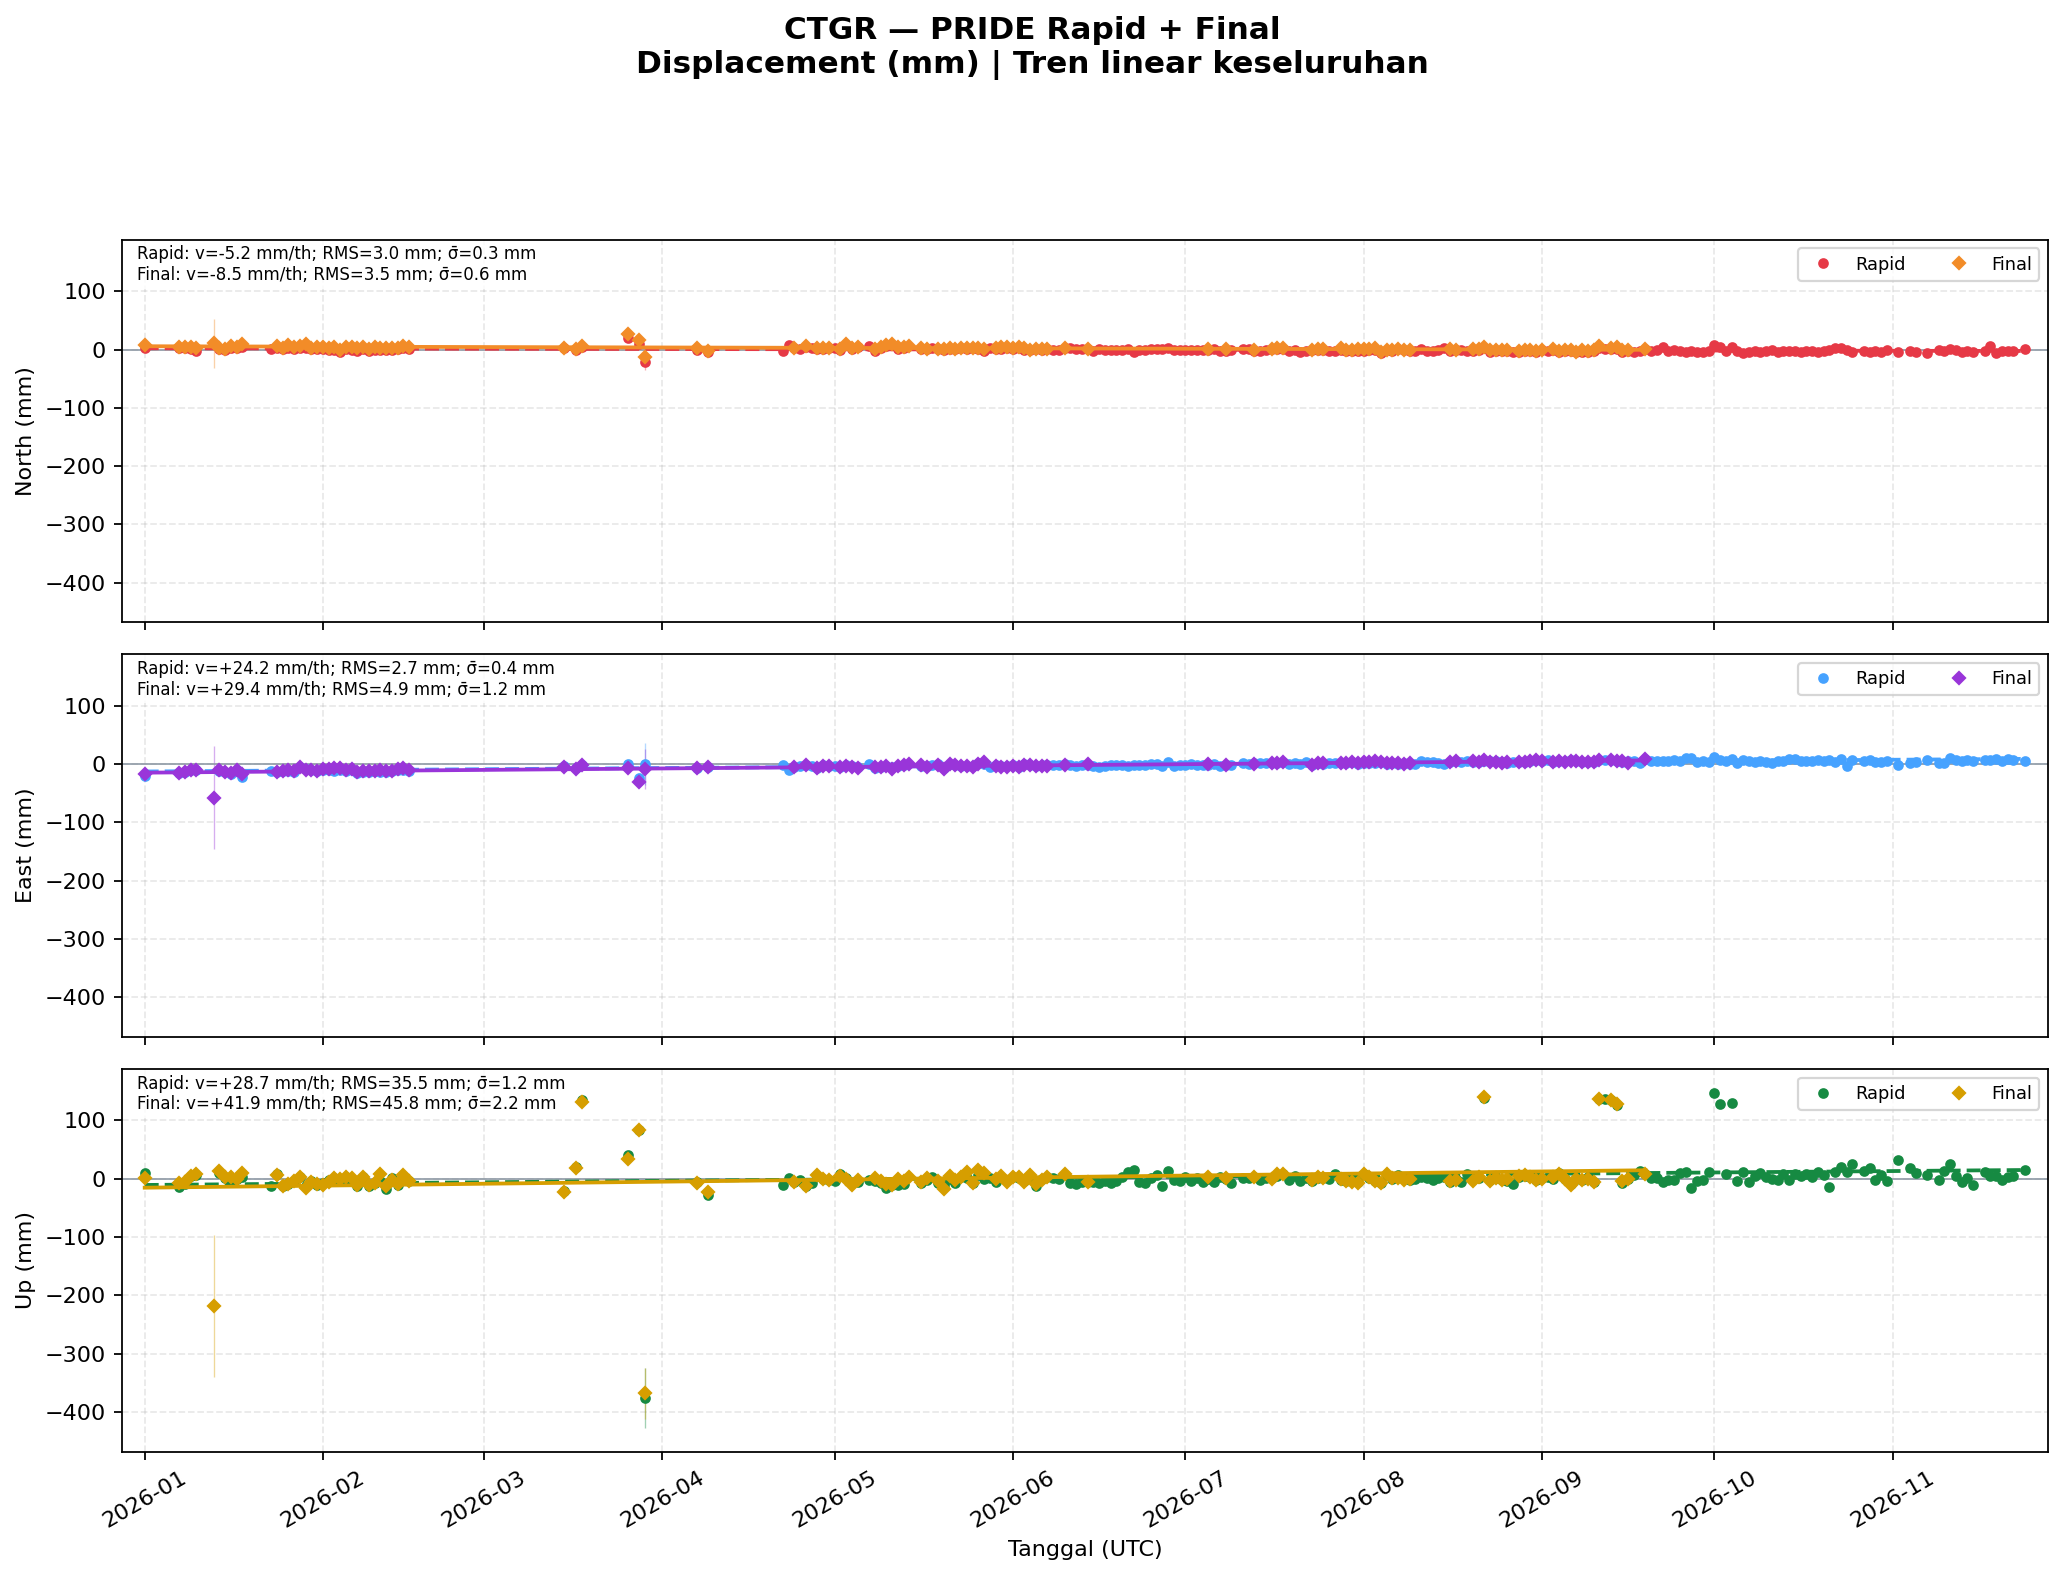 CTGR — PRIDE Rapid + Final
Displacement (mm) | Tren linear keseluruhan
Rapid: v=-5.2 mm/th; RMS=3.0 mm; σ̄=0.3 mm
Final: v=-8.5 mm/th; RMS=3.5 mm; σ̄=0.6 mm
Rapid Final
100
0
−100
−200
−300
−400
North (mm)
Rapid: v=+24.2 mm/th; RMS=2.7 mm; σ̄=0.4 mm
Final: v=+29.4 mm/th; RMS=4.9 mm; σ̄=1.2 mm
Rapid Final
100
0
−100
−200
−300
−400
East (mm)
Rapid: v=+28.7 mm/th; RMS=35.5 mm; σ̄=1.2 mm
Final: v=+41.9 mm/th; RMS=45.8 mm; σ̄=2.2 mm
Rapid Final
100
0
−100
−200
−300
−400
Up (mm)
2026-01 2026-02 2026-03 2026-04 2026-05 2026-06 2026-07 2026-08 2026-09 2026-10 2026-11
Tanggal (UTC)